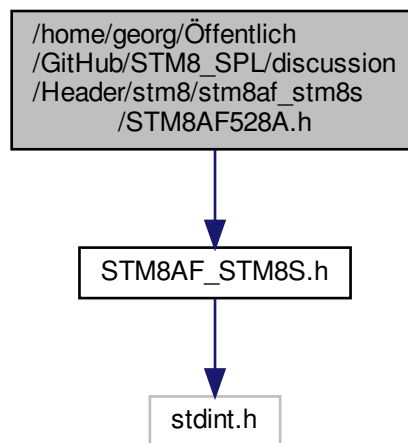 /home/georg/Öffentlich
/GitHub/STM8_SPL/discussion
/Header/stm8/stm8af_stm8s
/STM8AF528A.h
STM8AF_STM8S.h
stdint.h